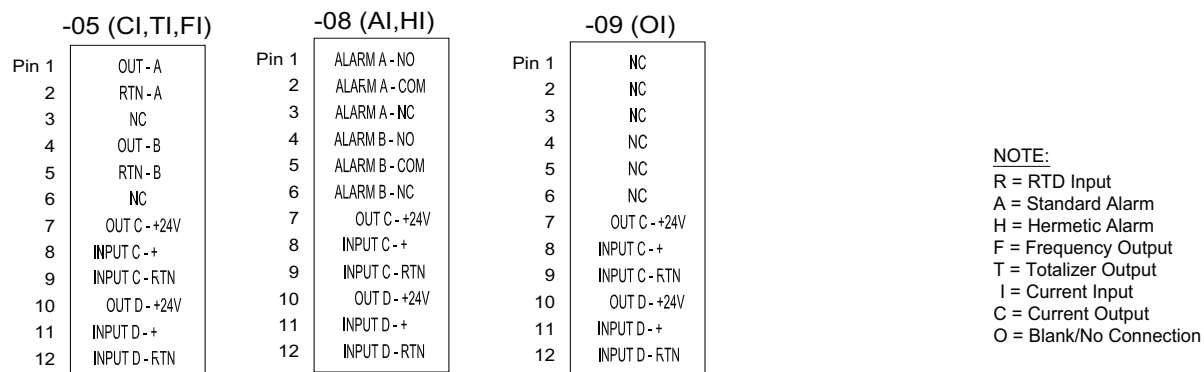 -05 (CI,TI,FI)
Pin 1 OUT - A
2 RTN - A
3 NC
4 OUT - B
5 RTN - B
6 NC
7 OUT C - +24V
8 INPUT C - +
9 INPUT C - RTN
10 OUT D - +24V
11 INPUT D - +
12 INPUT D - RTN
-08 (AI,HI)
Pin 1 ALARM A - NO
2 ALARM A - COM
3 ALARM A - NC
4 ALARM B - NO
5 ALARM B - COM
6 ALARM B - NC
7 OUT C - +24V
8 INPUT C - +
9 INPUT C - RTN
10 OUT D - +24V
11 INPUT D - +
12 INPUT D - RTN
-09 (OI)
Pin 1 NC
2 NC
3 NC
4 NC
5 NC
6 NC
7 OUT C - +24V
8 INPUT C - +
9 INPUT C - RTN
10 OUT D - +24V
11 INPUT D - +
12 INPUT D - RTN
NOTE:
R = RTD Input
A = Standard Alarm
H = Hermetic Alarm
F = Frequency Output
T = Totalizer Output
I = Current Input
C = Current Output
O = Blank/No Connection